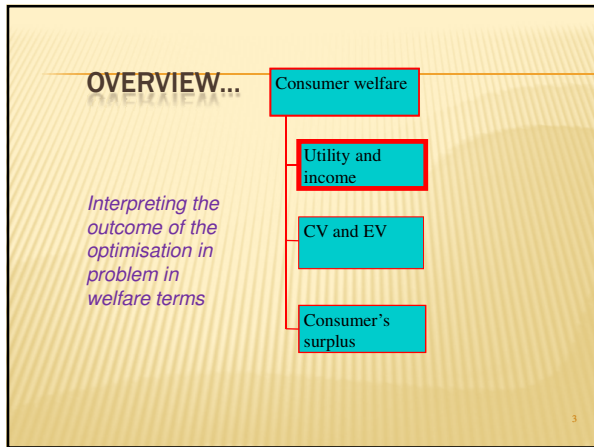 OVERVIEW...
Consumer welfare
Utility and
income
Interpreting the
outcome of the
optimisation in
problem in
welfare terms
CV and EV
Consumer's
surplus
3